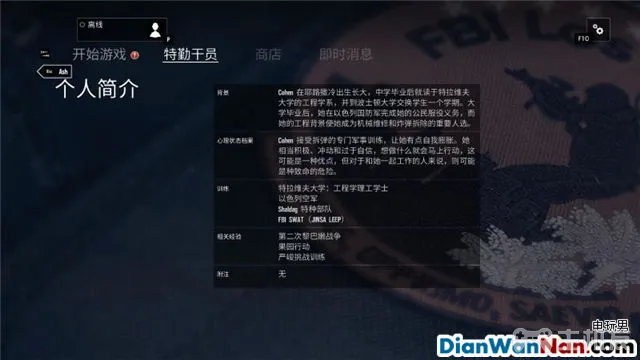 离线
P
F10
开始游戏
特勤干员
商店
即时消息
Esc Ash
个人简介
FBI
背景
Cohen 在耶路撒冷出生长大，中学毕业后就读于特拉维夫
大学的工程学系，并到波士顿大学交换学生一个学期。大
学毕业后，她在以色列国防军完成她的公民服役义务，而
她的工程背景使她成为机械维修和炸弹拆除的重要人选。
心理状态档案
Cohen 接受拆弹的专门军事训练，让她有点自我膨胀。她
相当积极、冲动和过于自信，想做什么就会马上行动，这
可能是一种优点，但对于和她一起工作的人来说，则可能
是种致命的危险。
训练
特拉维夫大学：工程学理工学士
以色列空军
Shaldag 特种部队
FBI SWAT（JINSA LEEP）
相关经验
第二次黎巴嫩战争
果园行动
严峻挑战训练
附注
无
电玩男
DianWanNan.com